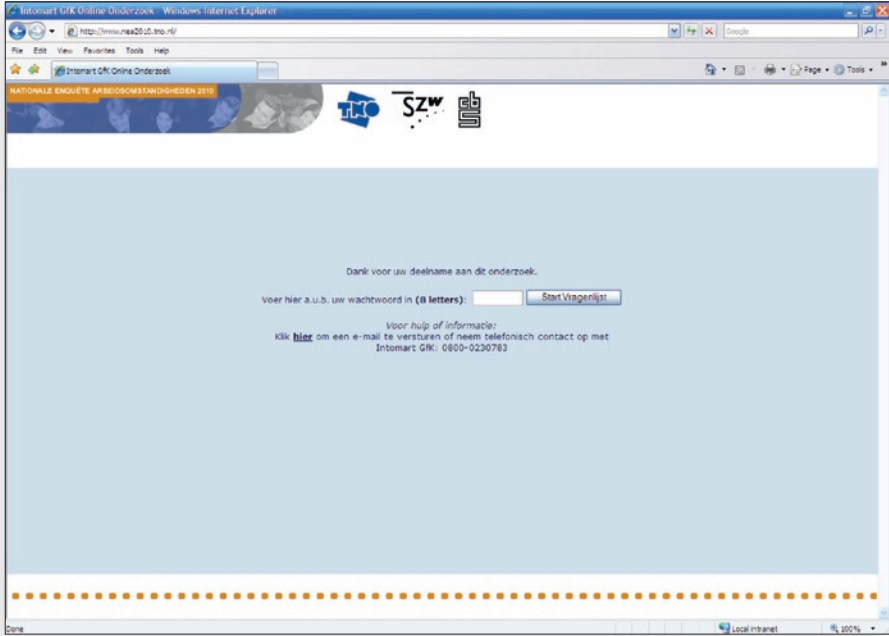 Intomart GfK Online Onderzoek - Windows Internet Explorer
http://www.nea2010.tno.nl/
Google
File Edit View Favorites Tools Help
Intomart GfK Online Onderzoek
Page Tools
NATIONALE ENQUÊTE ARBEIDSOMSTANDIGHEDEN 2010
TNO SZW cbs
Dank voor uw deelname aan dit onderzoek.
Voer hier a.u.b. uw wachtwoord in (8 letters): Start Vragenlijst
Voor hulp of informatie:
Klik hier om een e-mail te versturen of neem telefonisch contact op met
Intomart GfK: 0800-0230783
Done Local intranet 100%